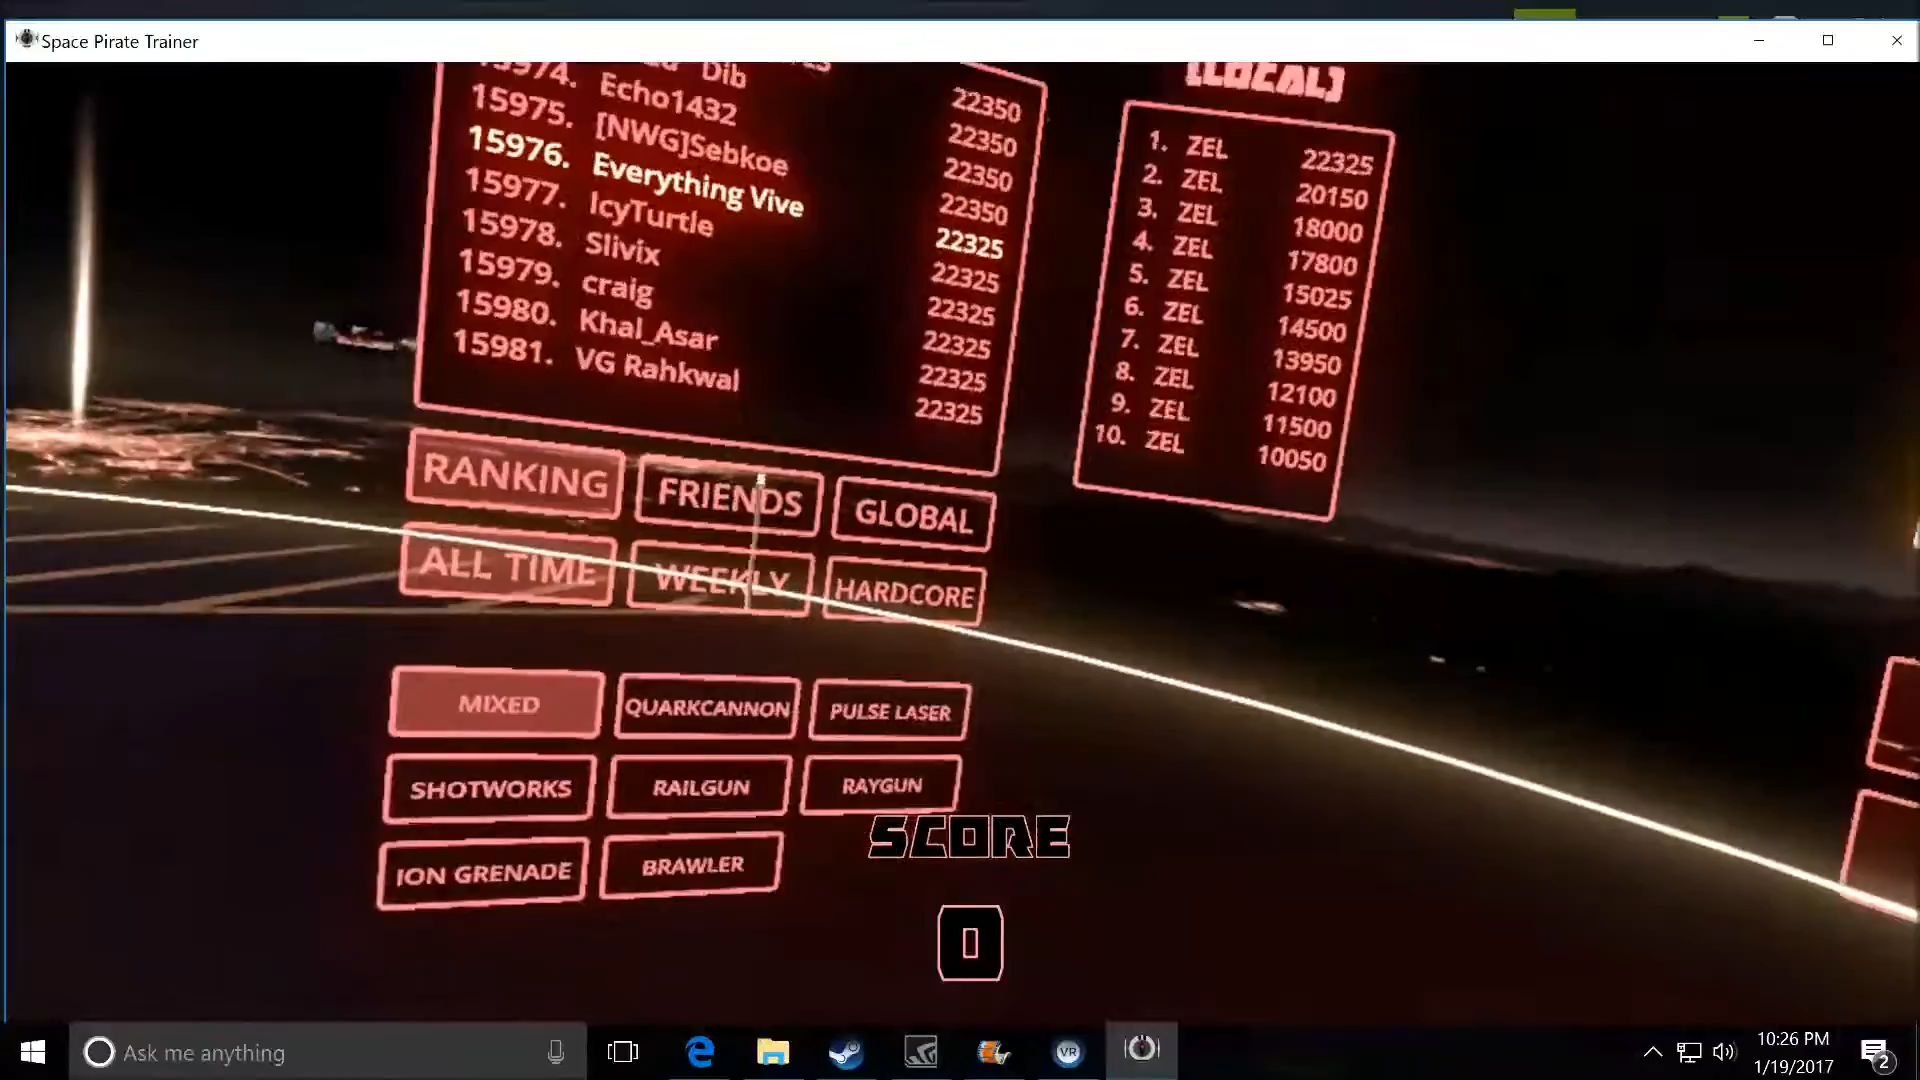 Space Pirate Trainer
Dib
22350
15974. Echo1432 22350
15975. [NWG]Sebkoe 22350
22350
15976. Everything Vive 22325
15977. IcyTurtle 22325
15978. Slivix 22325
15979. craig 22325
15980. Khal_Asar 22325
15981. VG Rahkwal 22325
[LOCAL]
1. ZEL 22325
2. ZEL 20150
3. ZEL 18000
4. ZEL 17800
5. ZEL 15025
6. ZEL 14500
7. ZEL 13950
8. ZEL 12100
9. ZEL 11500
10. ZEL 10050
RANKING FRIENDS GLOBAL
ALL TIME WEEKLY HARDCORE
MIXED QUARKCANNON PULSE LASER
SHOTWORKS RAILGUN RAYGUN
ION GRENADE BRAWLER
SCORE
0
Ask me anything
VR
10:26 PM
1/19/2017
2